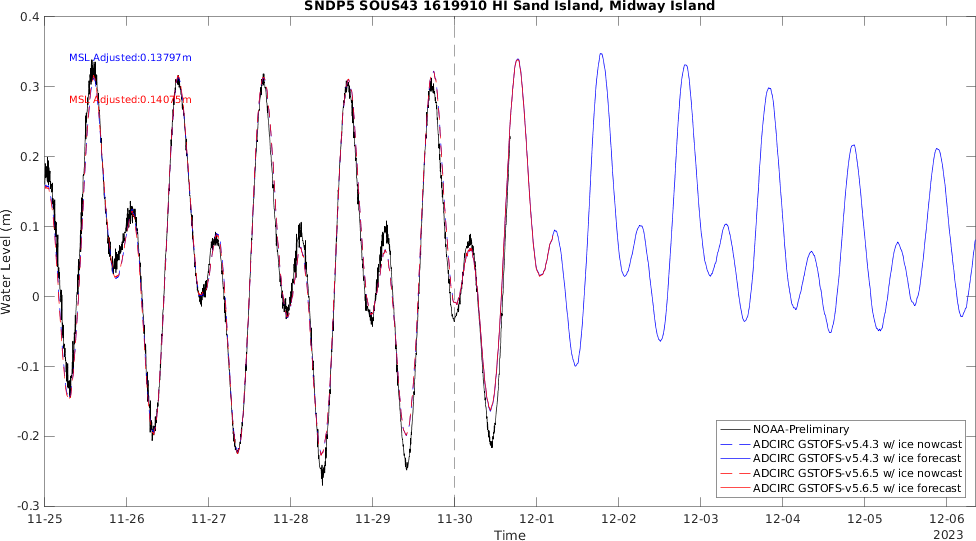 SNDP5 SOUS43 1619910 HI Sand Island, Midway Island
0.4
MSL Adjusted:0.13797m
0.3
MSL Adjusted:0.14075m
0.2
0.1
0
-0.1
-0.2
-0.3
Water Level (m)
NOAA-Preliminary
ADCIRC GSTOFS-v5.4.3 w/ ice nowcast
ADCIRC GSTOFS-v5.4.3 w/ ice forecast
ADCIRC GSTOFS-v5.6.5 w/ ice nowcast
ADCIRC GSTOFS-v5.6.5 w/ ice forecast
11-25 11-26 11-27 11-28 11-29 11-30 12-01 12-02 12-03 12-04 12-05 12-06
2023
Time